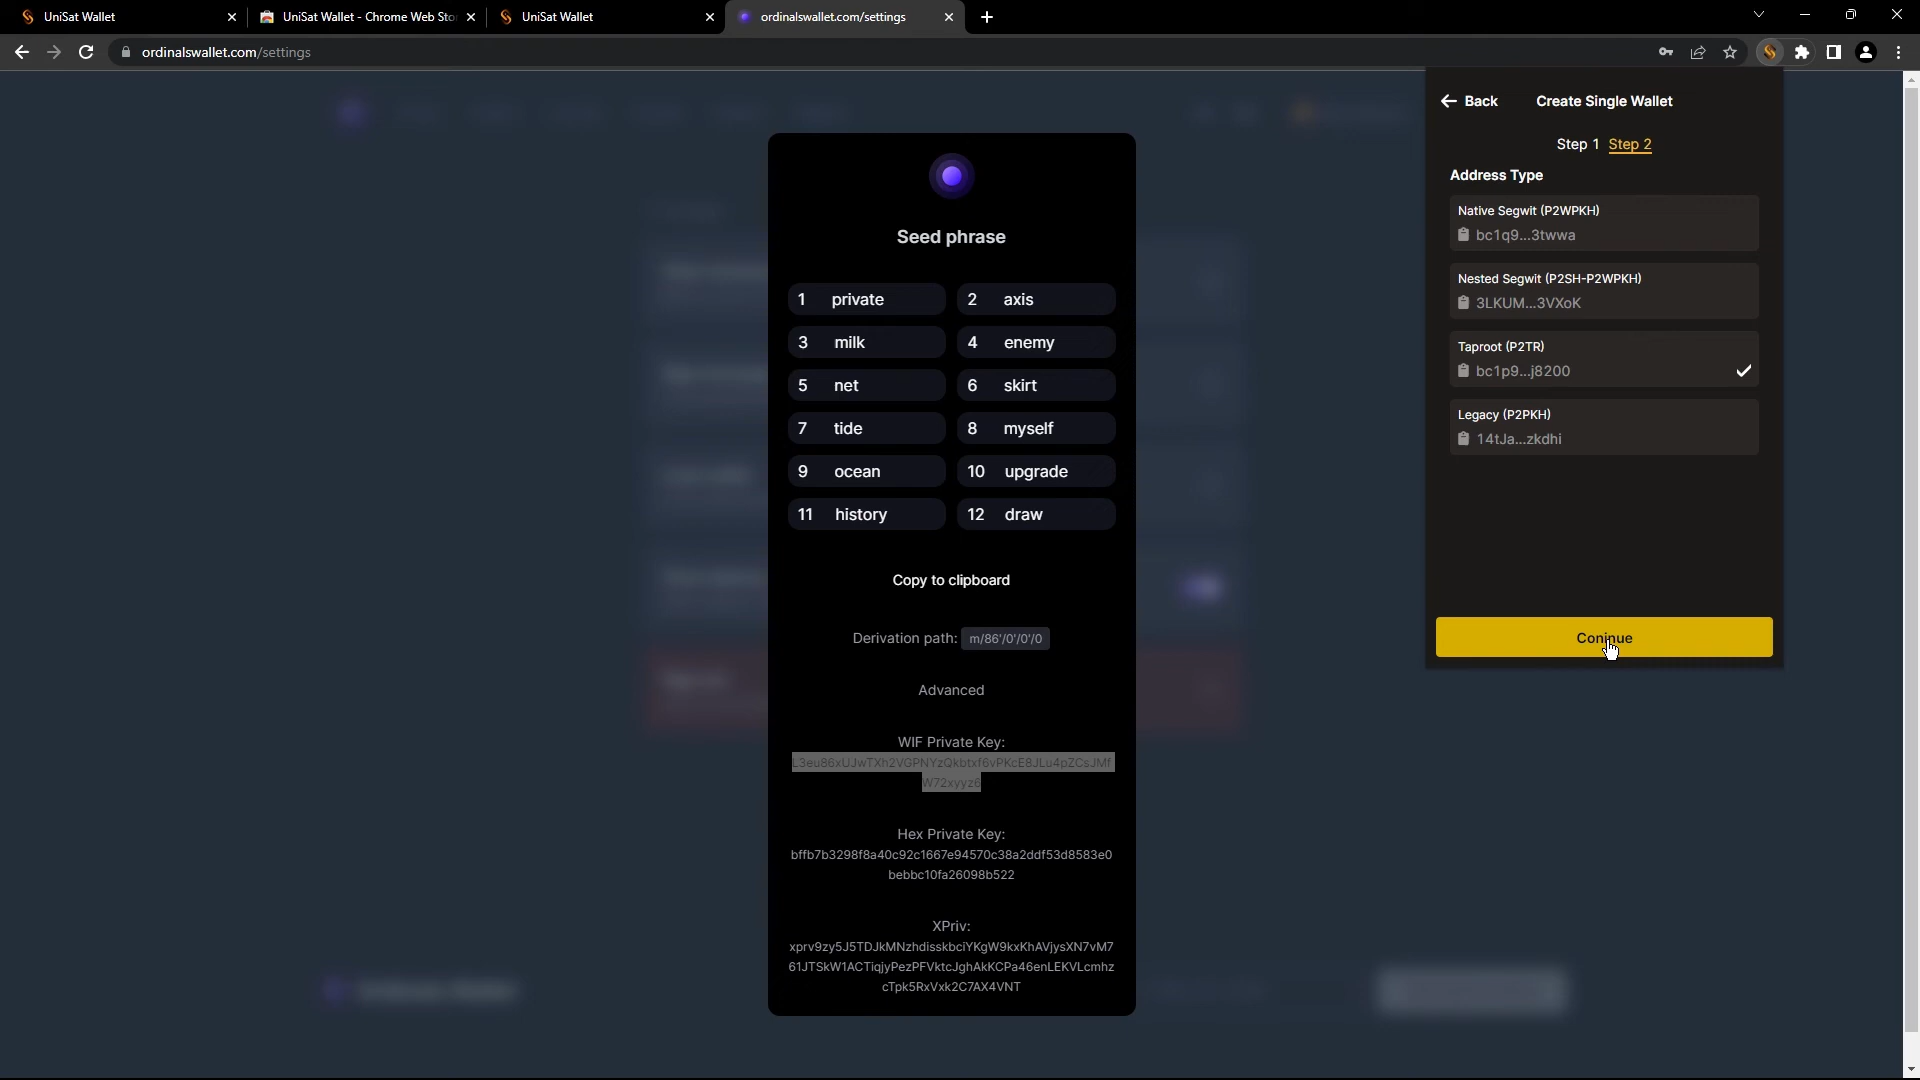 UniSat Wallet
UniSat Wallet - Chrome Web Sto
UniSat Wallet
ordinalswallet.com/settings
ordinalswallet.com/settings
Seed phrase
1 private
2 axis
3 milk
4 enemy
5 net
6 skirt
7 tide
8 myself
9 ocean
10 upgrade
11 history
12 draw
Copy to clipboard
Derivation path: m/86'/0'/0'/0
Advanced
WIF Private Key:
L3eu86xUJwTXh2VGPNYzQkbtxf6vPKcE8JLu4pZCsJMf
W72xyyz6
Hex Private Key:
bffb7b3298f8a40c92c1667e94570c38a2ddf53d8583e0
bebbc10fa26098b522
XPriv:
xprv9zy5J5TDJkMNzhdisskbciYKgW9kxKhAVjysXN7vM7
61JTSkW1ACTiqjyPezPFVktcJghAkKCPa46enLEKVLcmhz
cTpk5RxVxk2C7AX4VNT
Back
Create Single Wallet
Step 1 Step 2
Address Type
Native Segwit (P2WPKH)
bc1q9...3twwa
Nested Segwit (P2SH-P2WPKH)
3LKUM...3VXoK
Taproot (P2TR)
bc1p9...j8200
Legacy (P2PKH)
14tJa...zkdhi
Coninue